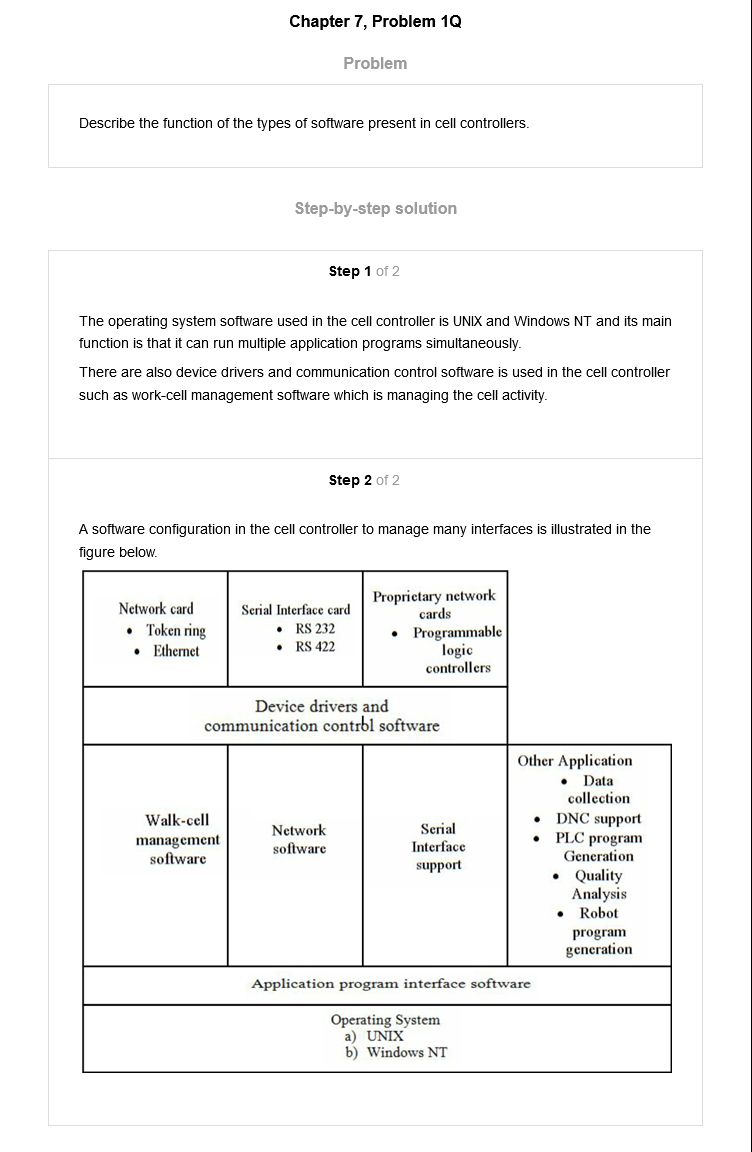 Chapter 7, Problem 1Q
Problem
Describe the function of the types of software present in cell controllers.
Step-by-step solution
Step 1 of 2
The operating system software used in the cell controller is UNIX and Windows NT and its main
function is that it can run multiple application programs simultaneously.
There are also device drivers and communication control software is used in the cell controller
such as work-cell management software which is managing the cell activity.
Step 2 of 2
A software configuration in the cell controller to manage many interfaces is illustrated in the
figure below.
Network card
• Token ring
• Ethernet
Serial Interface card
• RS 232
• RS 422
Proprietary network
cards
• Programmable
logic
controllers
Device drivers and
communication control software
Walk-cell
management
software
Network
software
Serial
Interface
support
Other Application
• Data
collection
• DNC support
• PLC program
Generation
• Quality
Analysis
• Robot
program
generation
Application program interface software
Operating System
a) UNIX
b) Windows NT